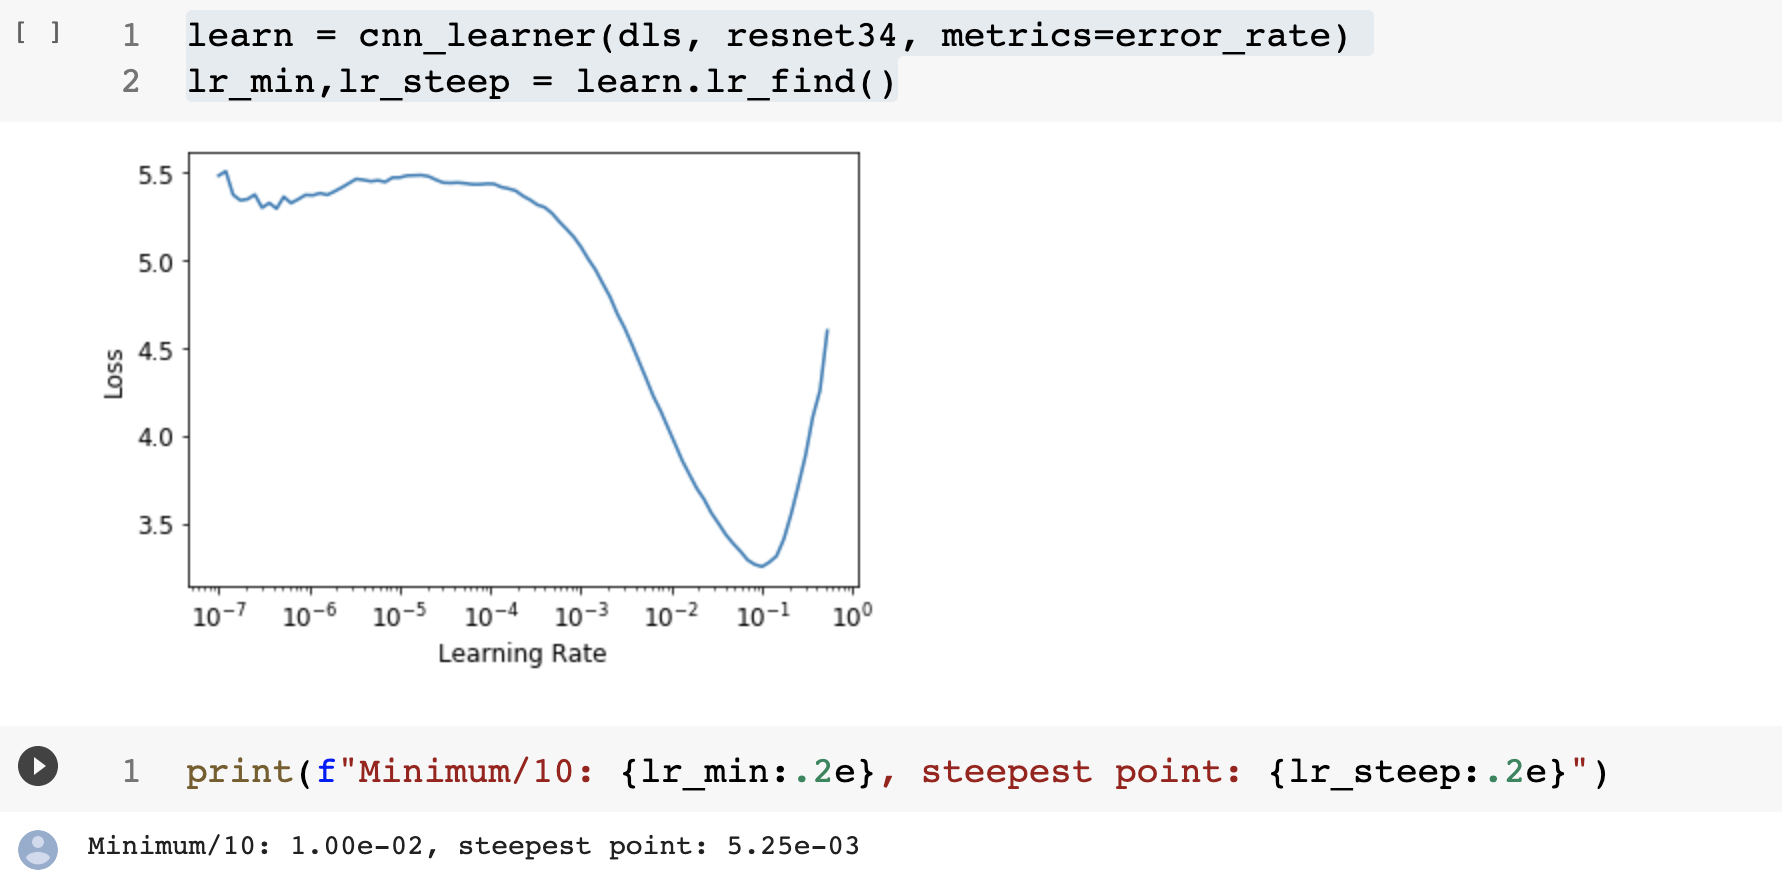 [ ] 1 learn = cnn_learner(dls, resnet34, metrics=error_rate)
2 lr_min,lr_steep = learn.lr_find()
5.5
5.0
4.5
4.0
3.5
Loss
10⁻⁷ 10⁻⁶ 10⁻⁵ 10⁻⁴ 10⁻³ 10⁻² 10⁻¹ 10⁰
Learning Rate
1 print(f"Minimum/10: {lr_min:.2e}, steepest point: {lr_steep:.2e}")
Minimum/10: 1.00e-02, steepest point: 5.25e-03